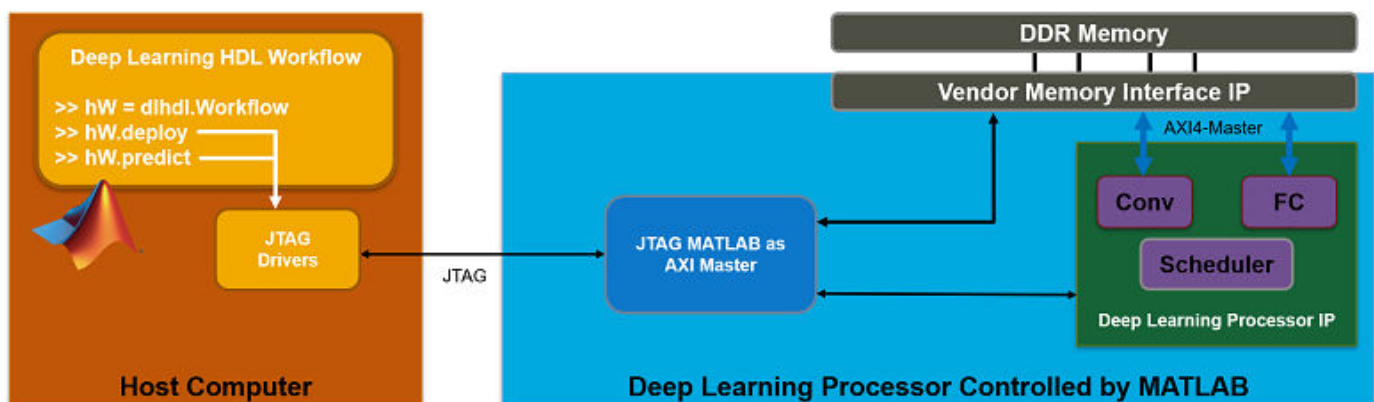 Deep Learning HDL Workflow
>> hW = dlhdl.Workflow
>> hW.deploy
>> hW.predict
JTAG
Drivers
Host Computer
JTAG
DDR Memory
Vendor Memory Interface IP
AXI4-Master
JTAG MATLAB as
AXI Master
Conv
FC
Scheduler
Deep Learning Processor IP
Deep Learning Processor Controlled by MATLAB